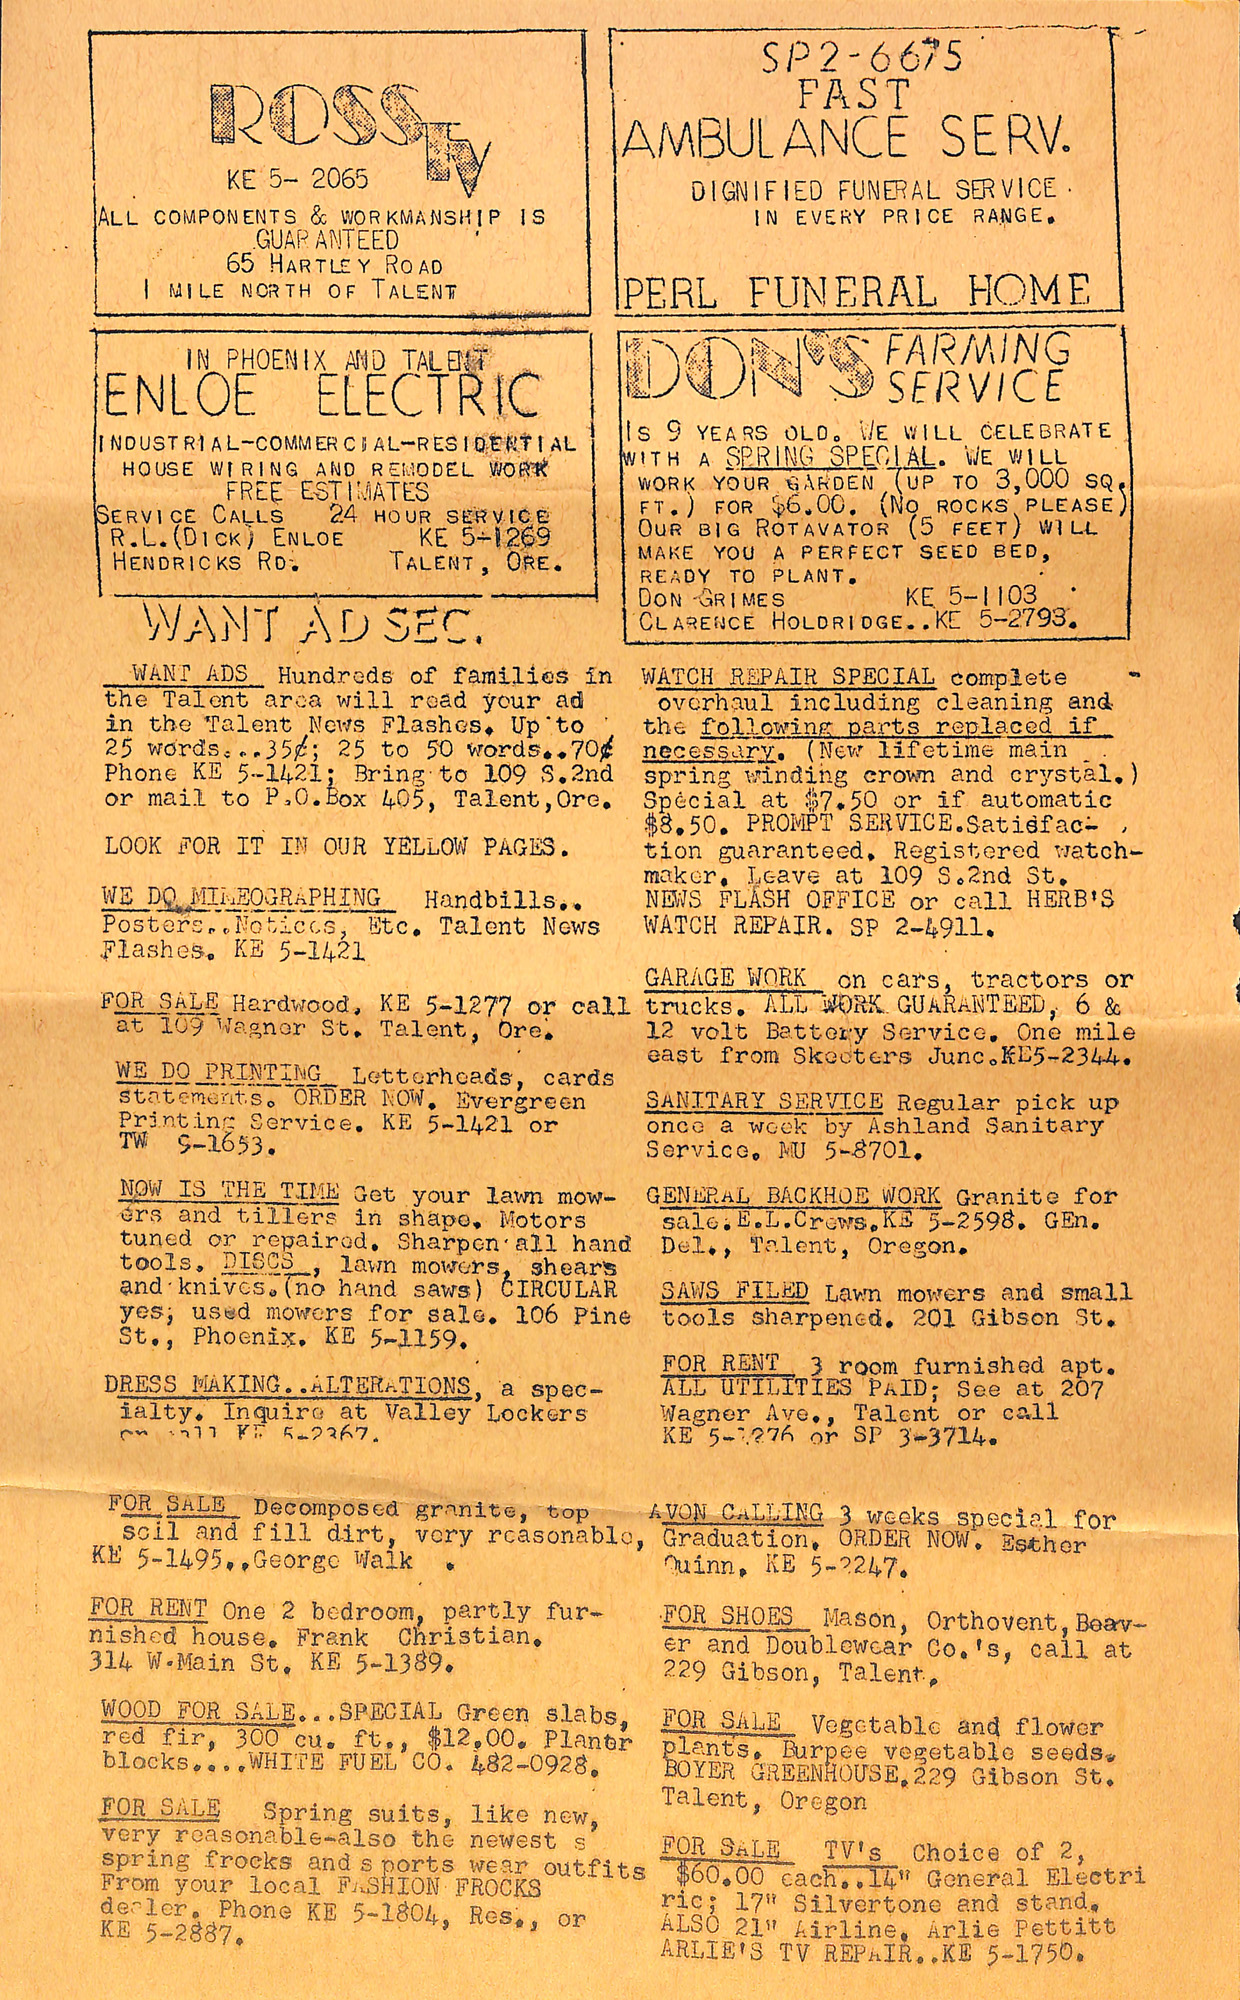 ROSS TV
KE 5- 2065
ALL COMPONENTS & WORKMANSHIP IS
GUARANTEED
65 HARTLEY ROAD
1 MILE NORTH OF TALENT
SP2-6675
FAST
AMBULANCE SERV.
DIGNIFIED FUNERAL SERVICE
IN EVERY PRICE RANGE.
PERL FUNERAL HOME
IN PHOENIX AND TALENT
ENLOE ELECTRIC
INDUSTRIAL-COMMERCIAL-RESIDENTIAL
HOUSE WIRING AND REMODEL WORK
FREE ESTIMATES
SERVICE CALLS 24 HOUR SERVICE
R.L.(DICK) ENLOE KE 5-1269
HENDRICKS RD. TALENT, ORE.
DON'S FARMING
SERVICE
IS 9 YEARS OLD. WE WILL CELEBRATE
WITH A SPRING SPECIAL. WE WILL
WORK YOUR GARDEN (UP TO 3,000 SQ.
FT.) FOR $6.00. (NO ROCKS PLEASE)
OUR BIG ROTAVATOR (5 FEET) WILL
MAKE YOU A PERFECT SEED BED,
READY TO PLANT.
DON GRIMES KE 5-1103
CLARENCE HOLDRIDGE..KE 5-2793.
WANT AD SEC.
WANT ADS Hundreds of families in
the Talent area will read your ad
in the Talent News Flashes. Up to
25 words...35¢; 25 to 50 words..70¢
Phone KE 5-1421; Bring to 109 S.2nd
or mail to P.O.Box 405, Talent,Ore.
LOOK FOR IT IN OUR YELLOW PAGES.
WE DO MIMEOGRAPHING Handbills..
Posters..Notices, Etc. Talent News
Flashes. KE 5-1421
FOR SALE Hardwood. KE 5-1277 or call
at 109 Wagner St. Talent, Ore.
WE DO PRINTING Letterheads, cards
statements. ORDER NOW. Evergreen
Printing Service. KE 5-1421 or
TW 9-1653.
NOW IS THE TIME Get your lawn mow-
ers and tillers in shape. Motors
tuned or repaired. Sharpen all hand
tools. DISCS , lawn mowers, shears
and knives.(no hand saws) CIRCULAR
yes; used mowers for sale. 106 Pine
St., Phoenix. KE 5-1159.
DRESS MAKING..ALTERATIONS, a spec-
ialty. Inquire at Valley Lockers
or call KE 5-2367.
FOR SALE Decomposed granite, top
soil and fill dirt, very reasonable,
KE 5-1495..George Walk .
FOR RENT One 2 bedroom, partly fur-
nished house. Frank Christian.
314 W.Main St. KE 5-1389.
WOOD FOR SALE...SPECIAL Green slabs,
red fir, 300 cu. ft., $12.00. Planer
blocks....WHITE FUEL CO. 482-0928.
FOR SALE Spring suits, like new,
very reasonable-also the newest s
spring frocks and sports wear outfits
From your local FASHION FROCKS
dealer. Phone KE 5-1804, Res., or
KE 5-2887.
WATCH REPAIR SPECIAL complete
overhaul including cleaning and
the following parts replaced if
necessary. (New lifetime main
spring winding crown and crystal.)
Special at $7.50 or if automatic
$8.50. PROMPT SERVICE.Satisfac-
tion guaranteed. Registered watch-
maker. Leave at 109 S.2nd St.
NEWS FLASH OFFICE or call HERB'S
WATCH REPAIR. SP 2-4911.
GARAGE WORK on cars, tractors or
trucks. ALL WORK GUARANTEED, 6 &
12 volt Battery Service. One mile
east from Skeeters Junc.KE5-2344.
SANITARY SERVICE Regular pick up
once a week by Ashland Sanitary
Service. MU 5-8701.
GENERAL BACKHOE WORK Granite for
sale.E.L.Crews.KE 5-2598. GEn.
Del., Talent, Oregon.
SAWS FILED Lawn mowers and small
tools sharpened. 201 Gibson St.
FOR RENT 3 room furnished apt.
ALL UTILITIES PAID; See at 207
Wagner Ave., Talent or call
KE or SP 3-3714.
AVON CALLING 3 weeks special for
Graduation. ORDER NOW. Esther
Quinn. KE 5-2247.
FOR SHOES Mason, Orthovent,Beav-
er and Doublewear Co.'s, call at
229 Gibson, Talent.
FOR SALE Vegetable and flower
plants. Burpee vegetable seeds.
BOYER GREENHOUSE.229 Gibson St.
Talent, Oregon
FOR SALE TV's Choice of 2,
$60.00 each..14" General Electri
ric; 17" Silvertone and stand.
ALSO 21" Airline. Arlie Pettitt
ARLIE'S TV REPAIR..KE 5-1750.